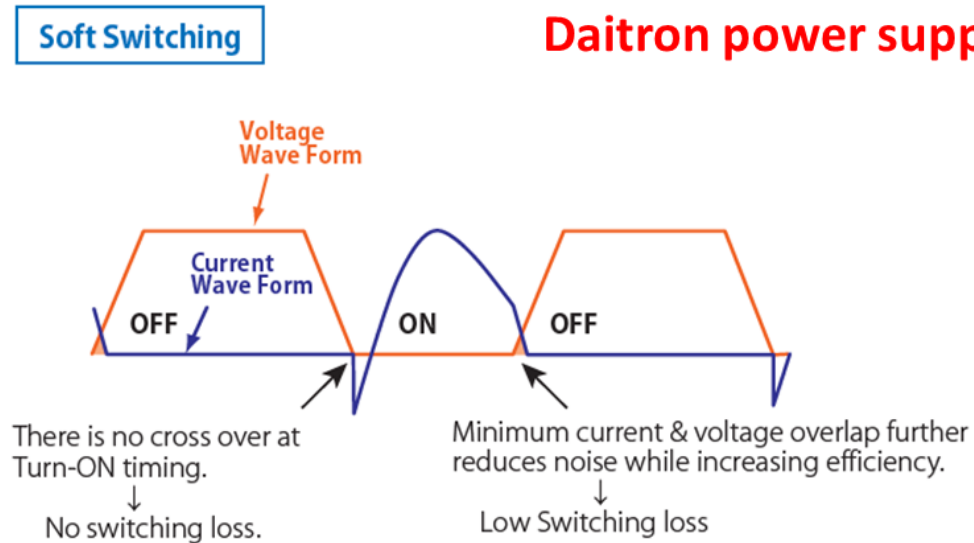 Soft Switching
Daitron power supp
Voltage
Wave Form
Current
Wave Form
OFF
ON
OFF
There is no cross over at
Turn-ON timing.
↓
No switching loss.
Minimum current & voltage overlap further
reduces noise while increasing efficiency.
↓
Low Switching loss